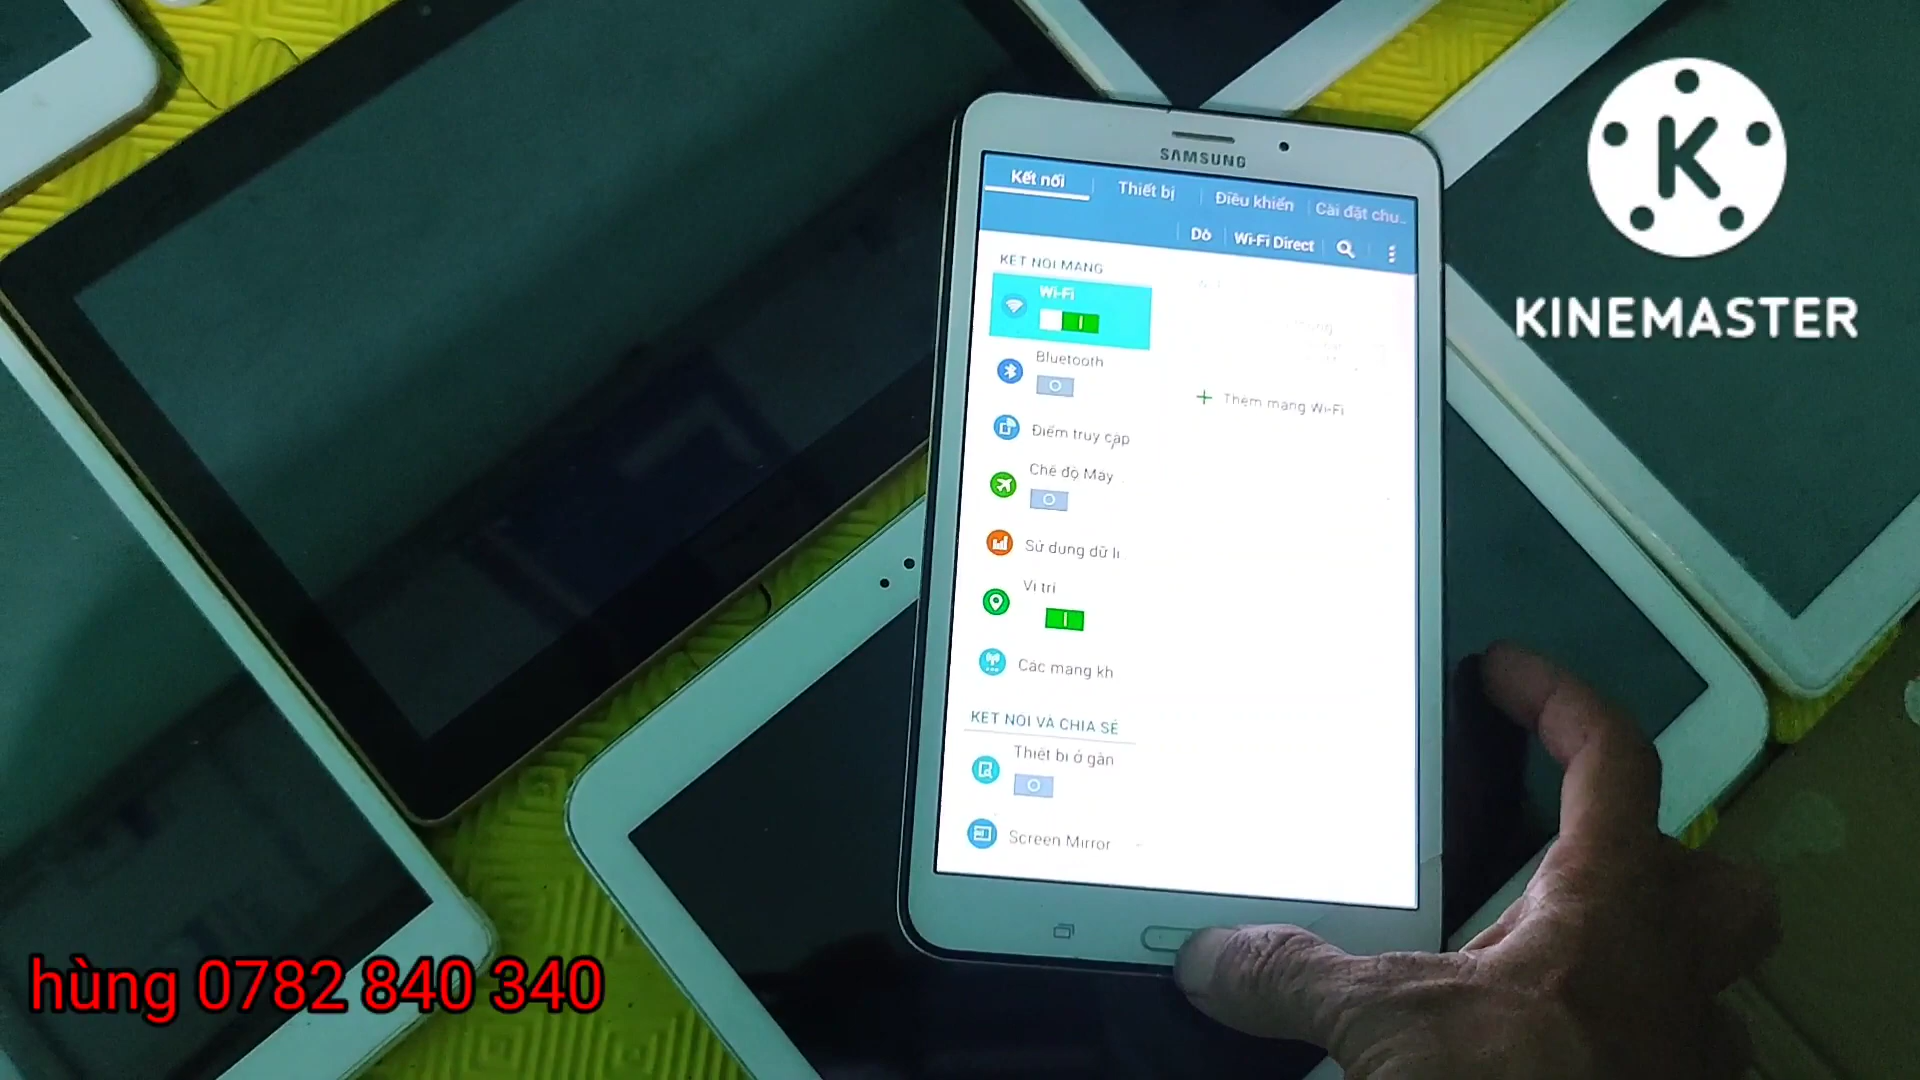 SAMSUNG
Kết nối
Thiết bị
Điều khiển
Cài đặt chu..
Dò
Wi-Fi Direct
KẾT NỐI MẠNG
Wi-Fi
Bluetooth
Thêm mạng Wi-Fi
Điểm truy cập
Chế độ Máy
Sử dụng dữ li
Vị trí
Các mạng kh
KẾT NỐI VÀ CHIA SẺ
Thiết bị ở gần
Screen Mirror
K
KINEMASTER
hùng 0782 840 340